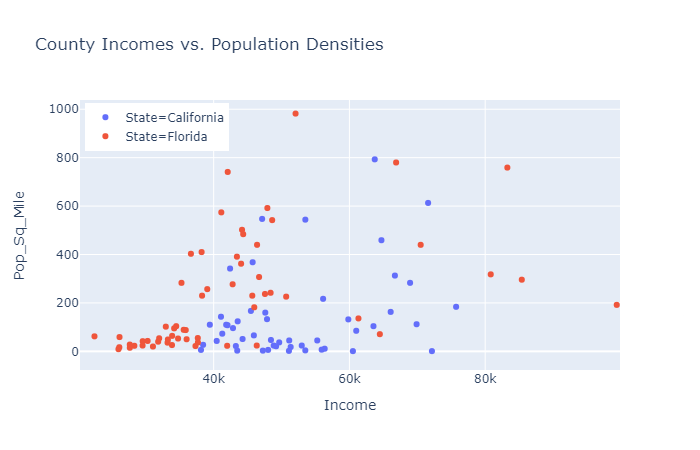 County Incomes vs. Population Densities
State=California
State=Florida
1000
800
600
400
200
0
Pop_Sq_Mile
40k
60k
80k
Income